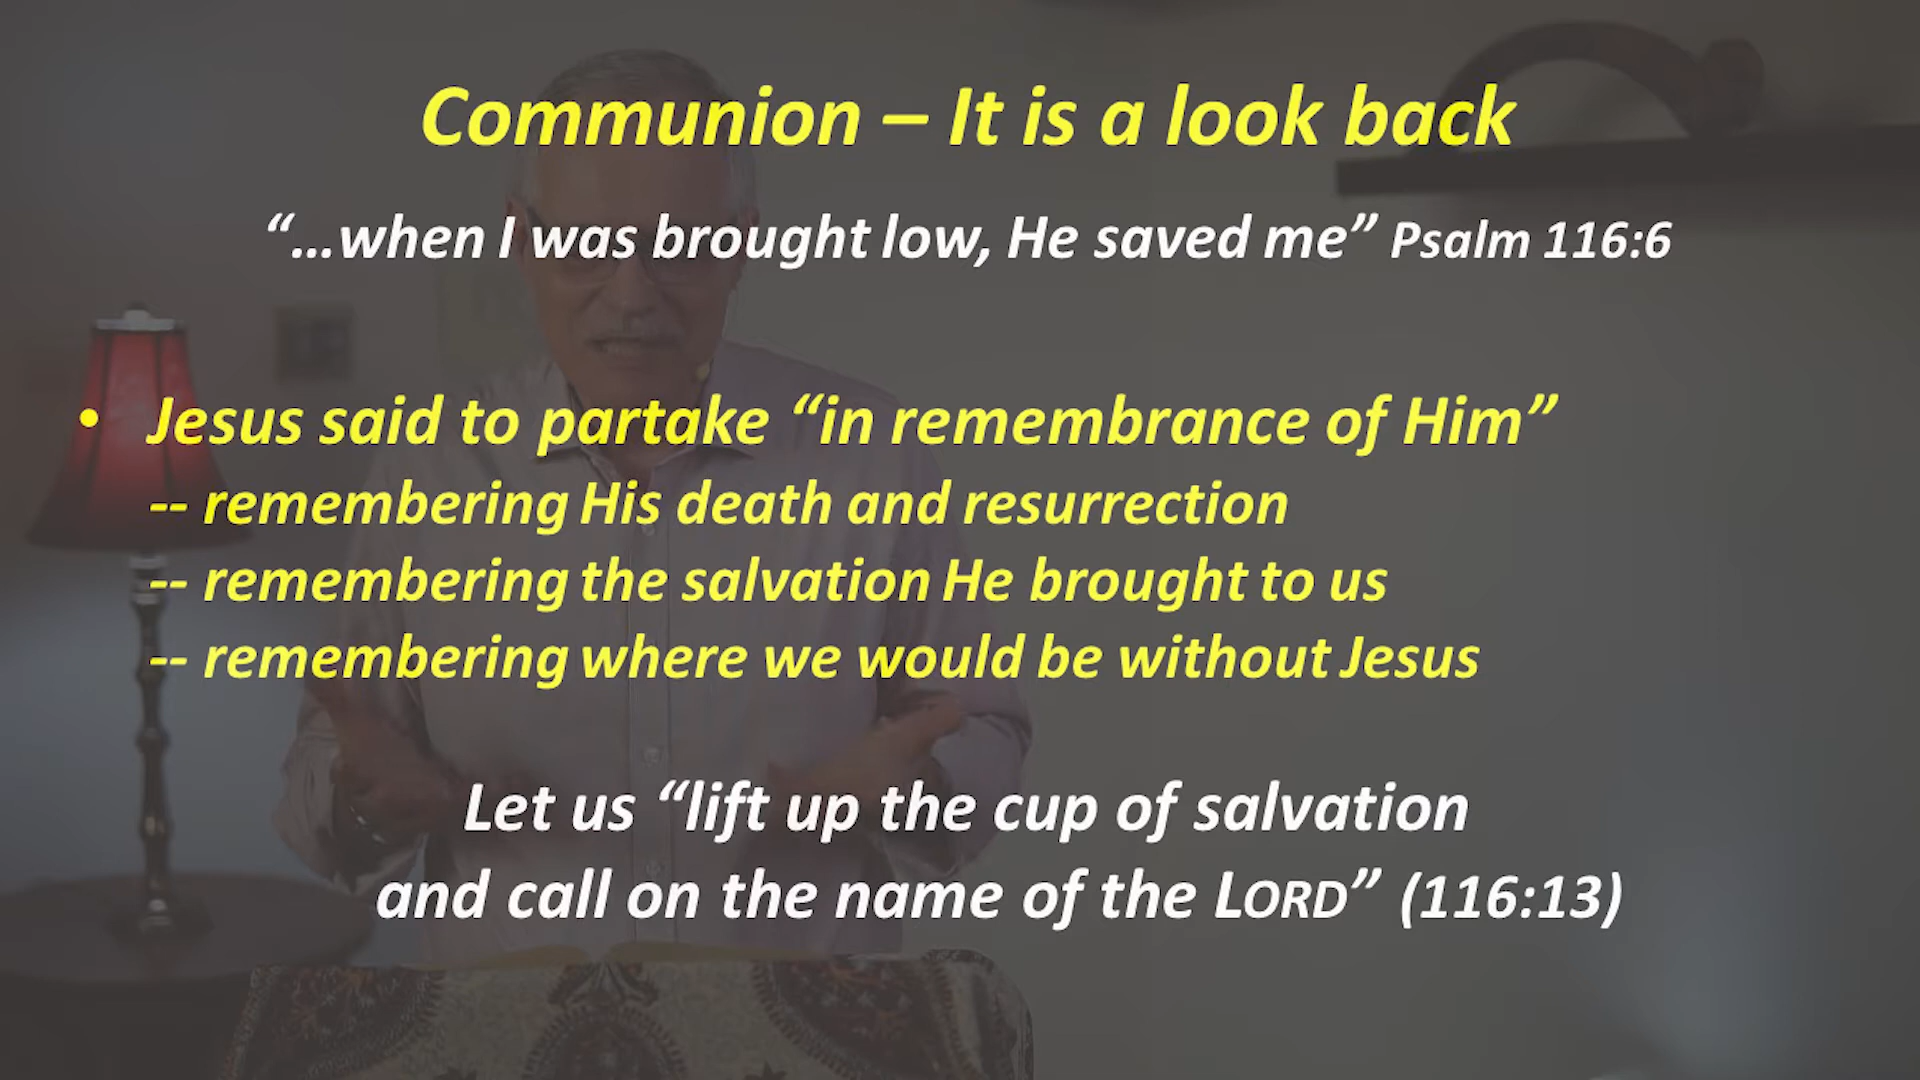 Communion – It is a look back
“…when I was brought low, He saved me” Psalm 116:6
• Jesus said to partake “in remembrance of Him”
-- remembering His death and resurrection
-- remembering the salvation He brought to us
-- remembering where we would be without Jesus
Let us “lift up the cup of salvation
and call on the name of the LORD” (116:13)